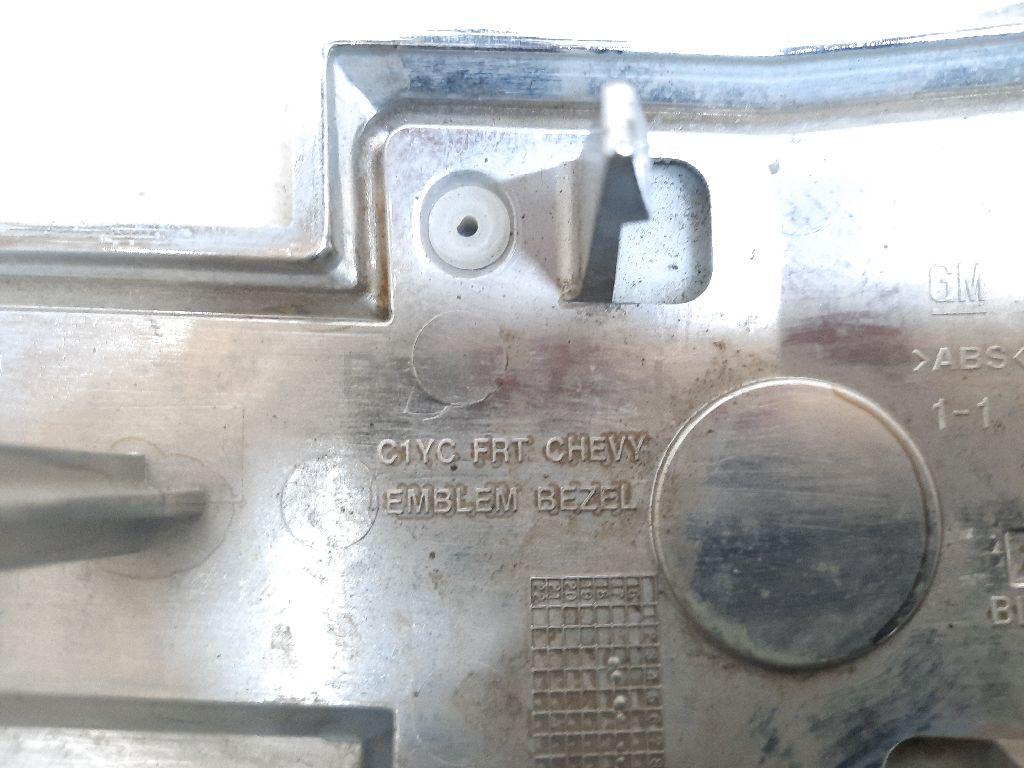 GM
>ABS<
1-1
C1YC FRT CHEVY
EMBLEM BEZEL